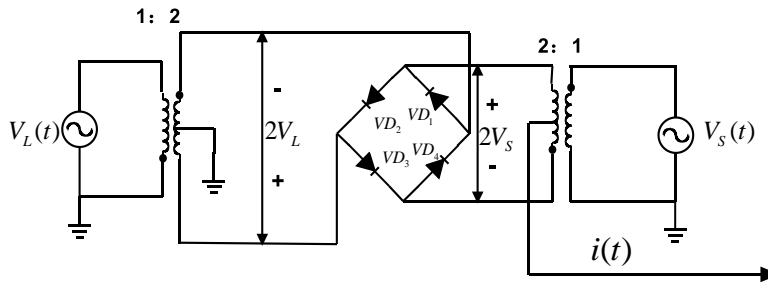 1: 2
2: 1
-
+
V_L(t)
2V_L
+
VD_2
VD_1
VD_3
VD_4
2V_S
-
V_S(t)
i(t)